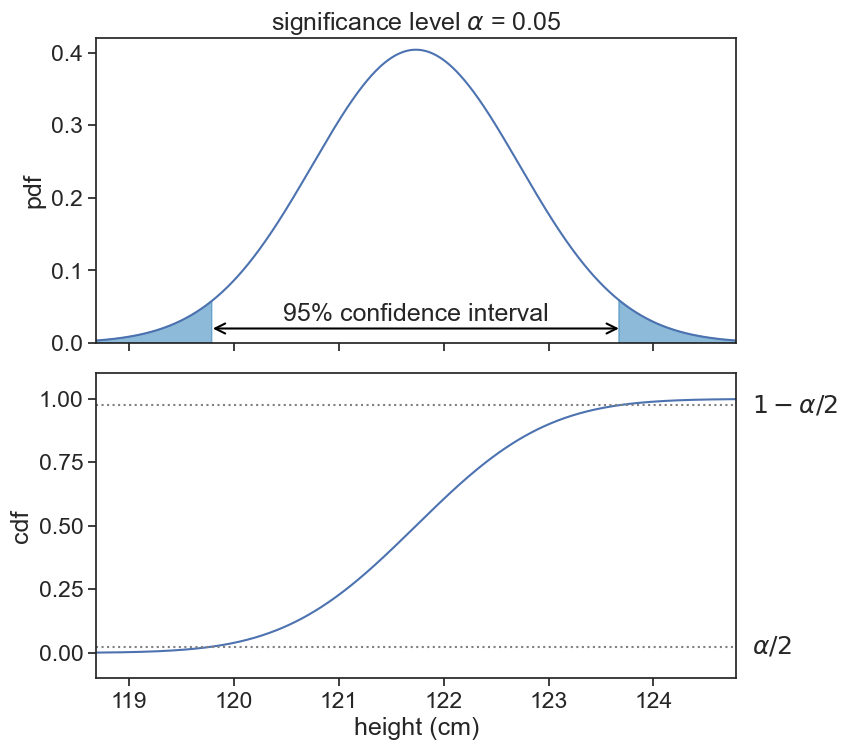 significance level α = 0.05
0.4
0.3
0.2
0.1
0.0
pdf
95% confidence interval
1.00
0.75
0.50
0.25
0.00
cdf
1 − α/2
α/2
119 120 121 122 123 124
height (cm)